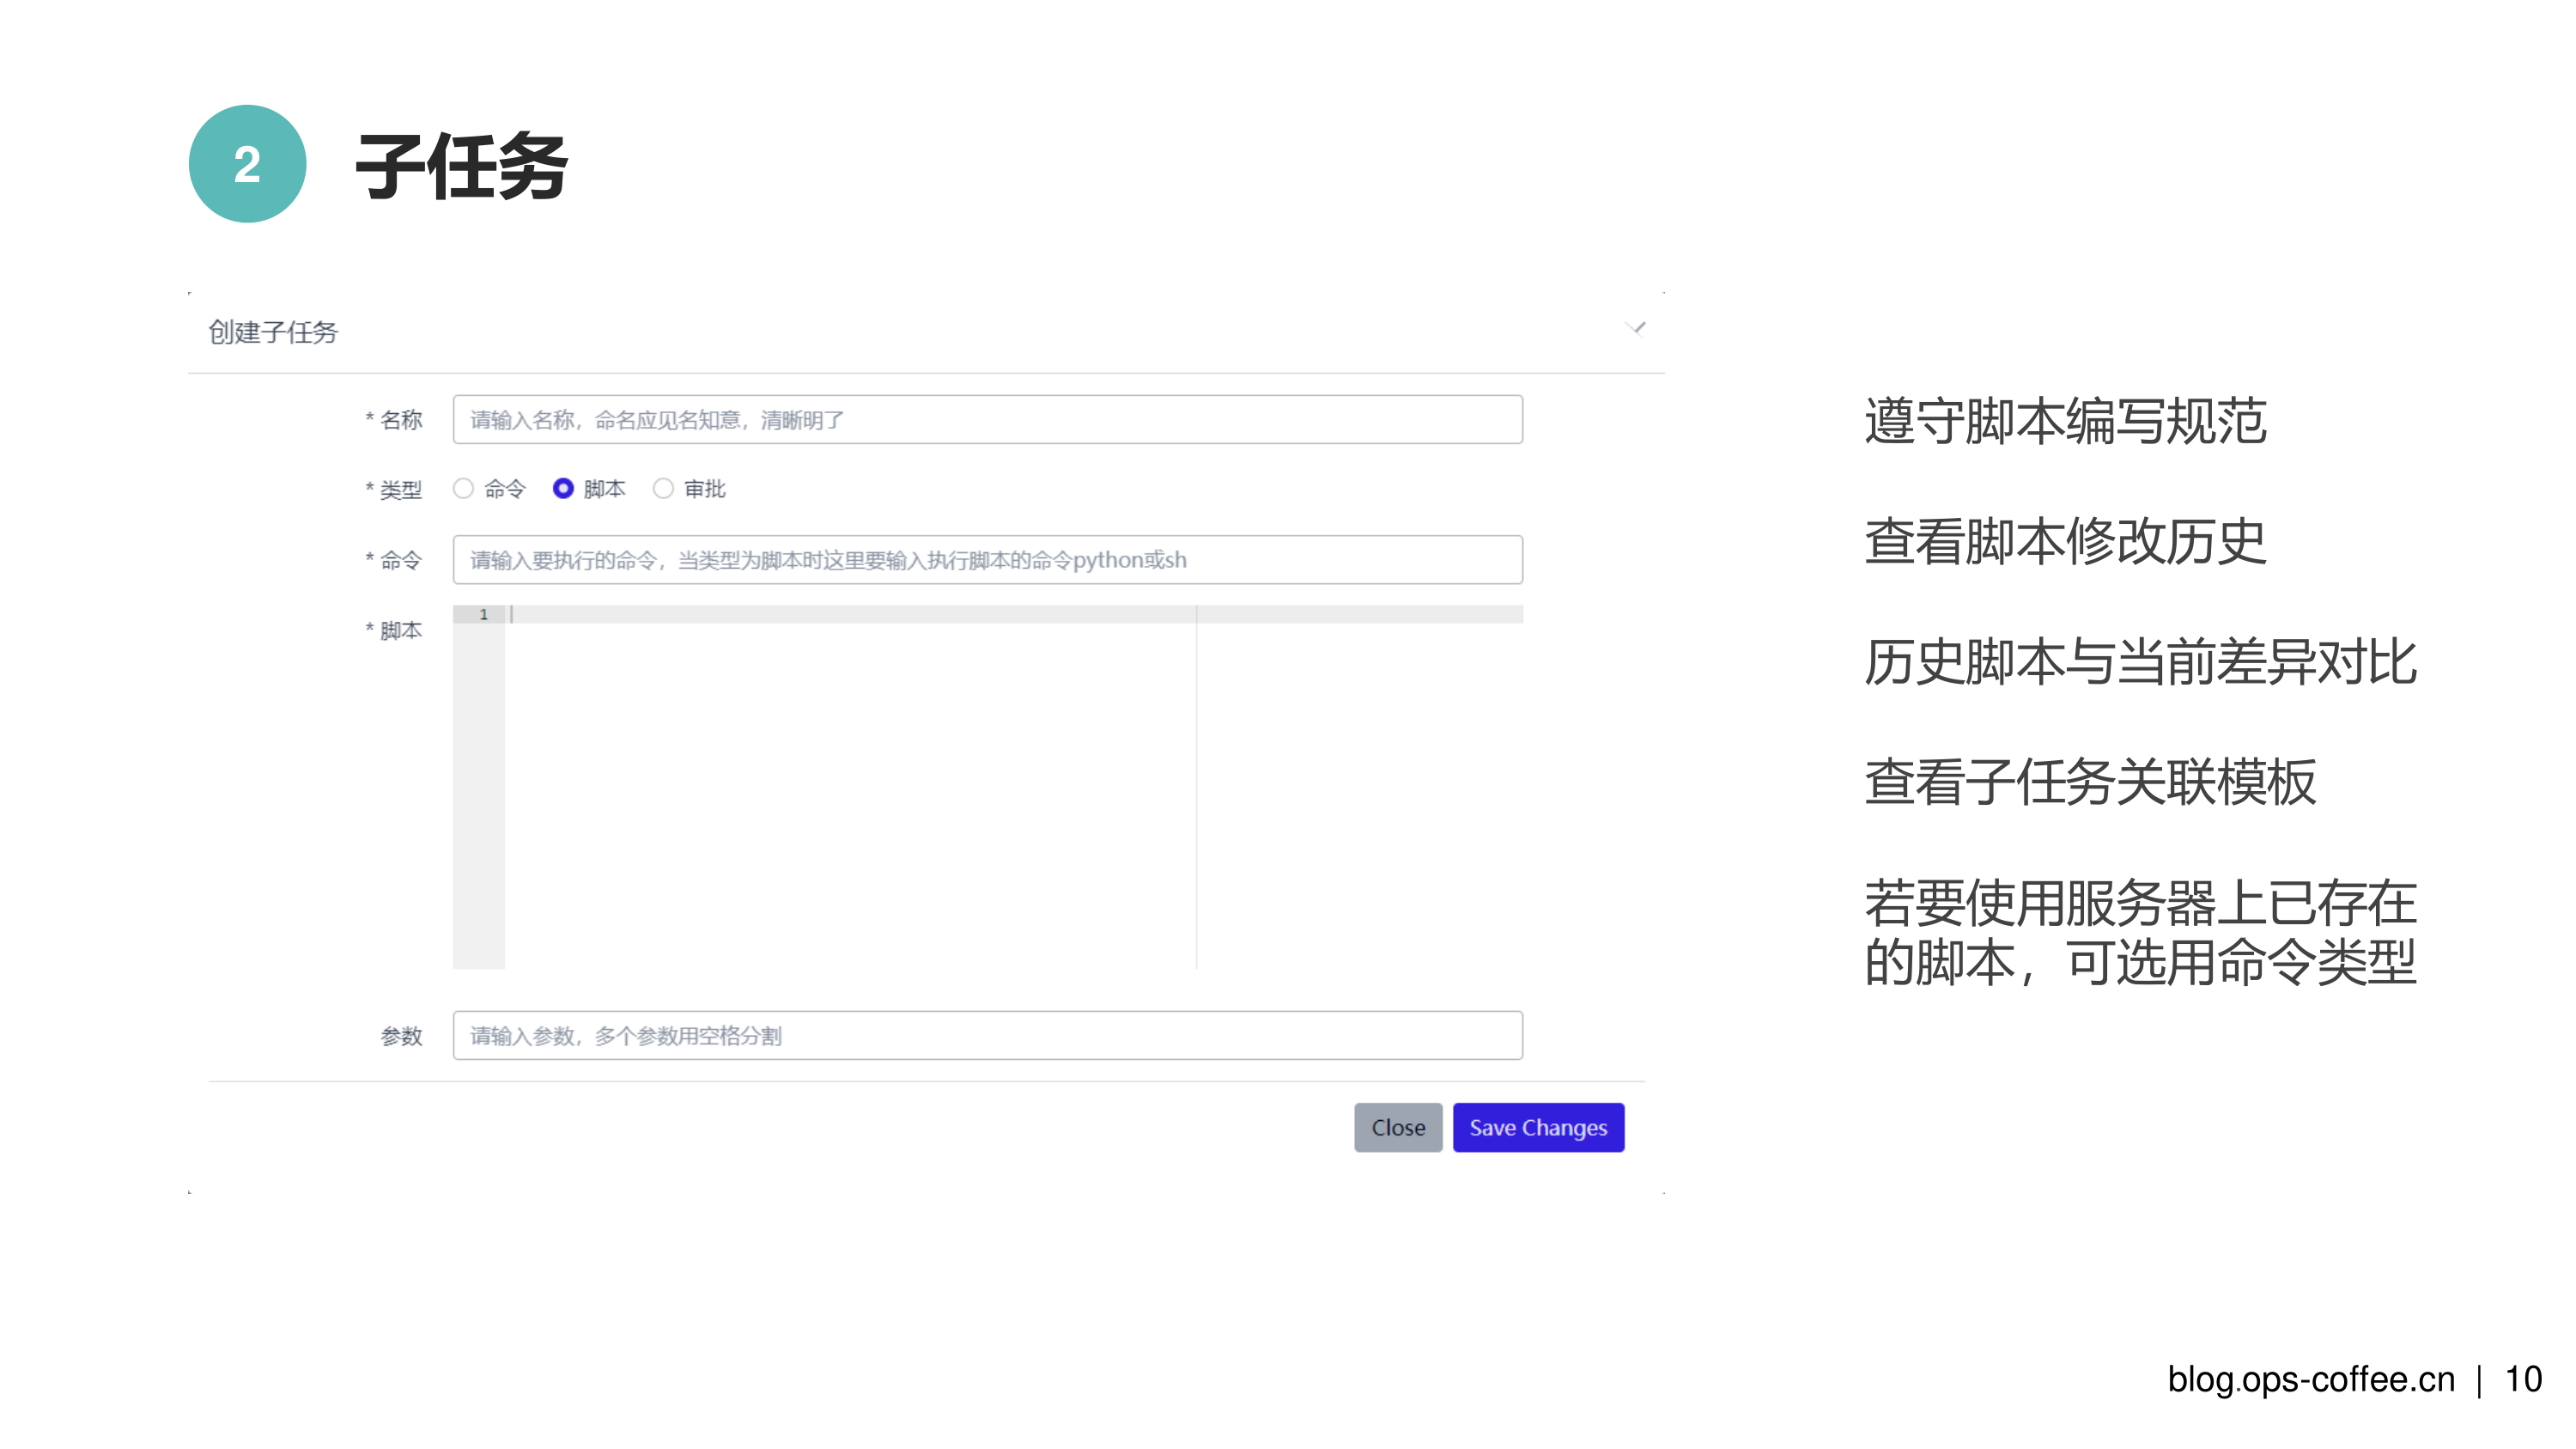 2
子任务
创建子任务
* 名称
请输入名称，命名应见名知意，清晰明了
* 类型
命令
脚本
审批
* 命令
请输入要执行的命令，当类型为脚本时这里要输入执行脚本的命令python或sh
* 脚本
1
参数
请输入参数，多个参数用空格分割
Close
Save Changes
遵守脚本编写规范
查看脚本修改历史
历史脚本与当前差异对比
查看子任务关联模板
若要使用服务器上已存在
的脚本，可选用命令类型
blog.ops-coffee.cn | 10